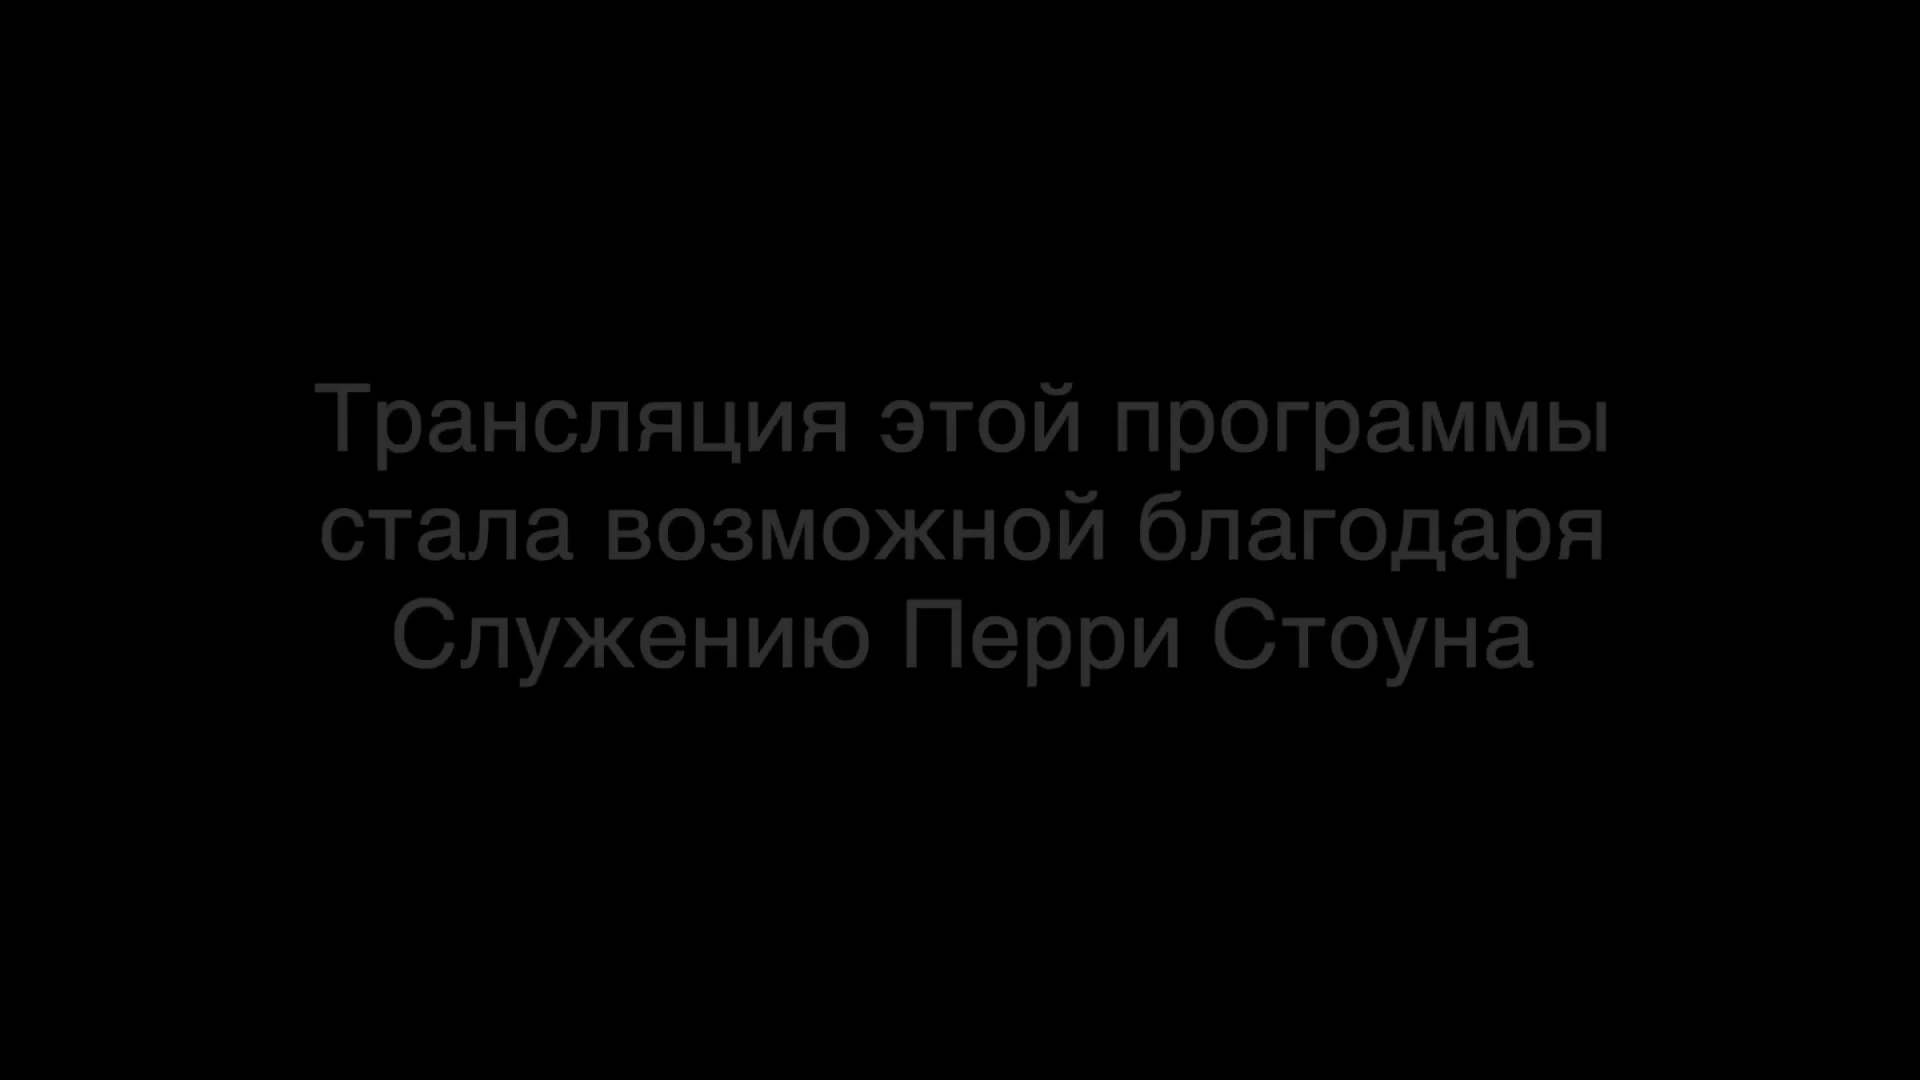 Трансляция этой программы
стала возможной благодаря
Служению Перри Стоуна